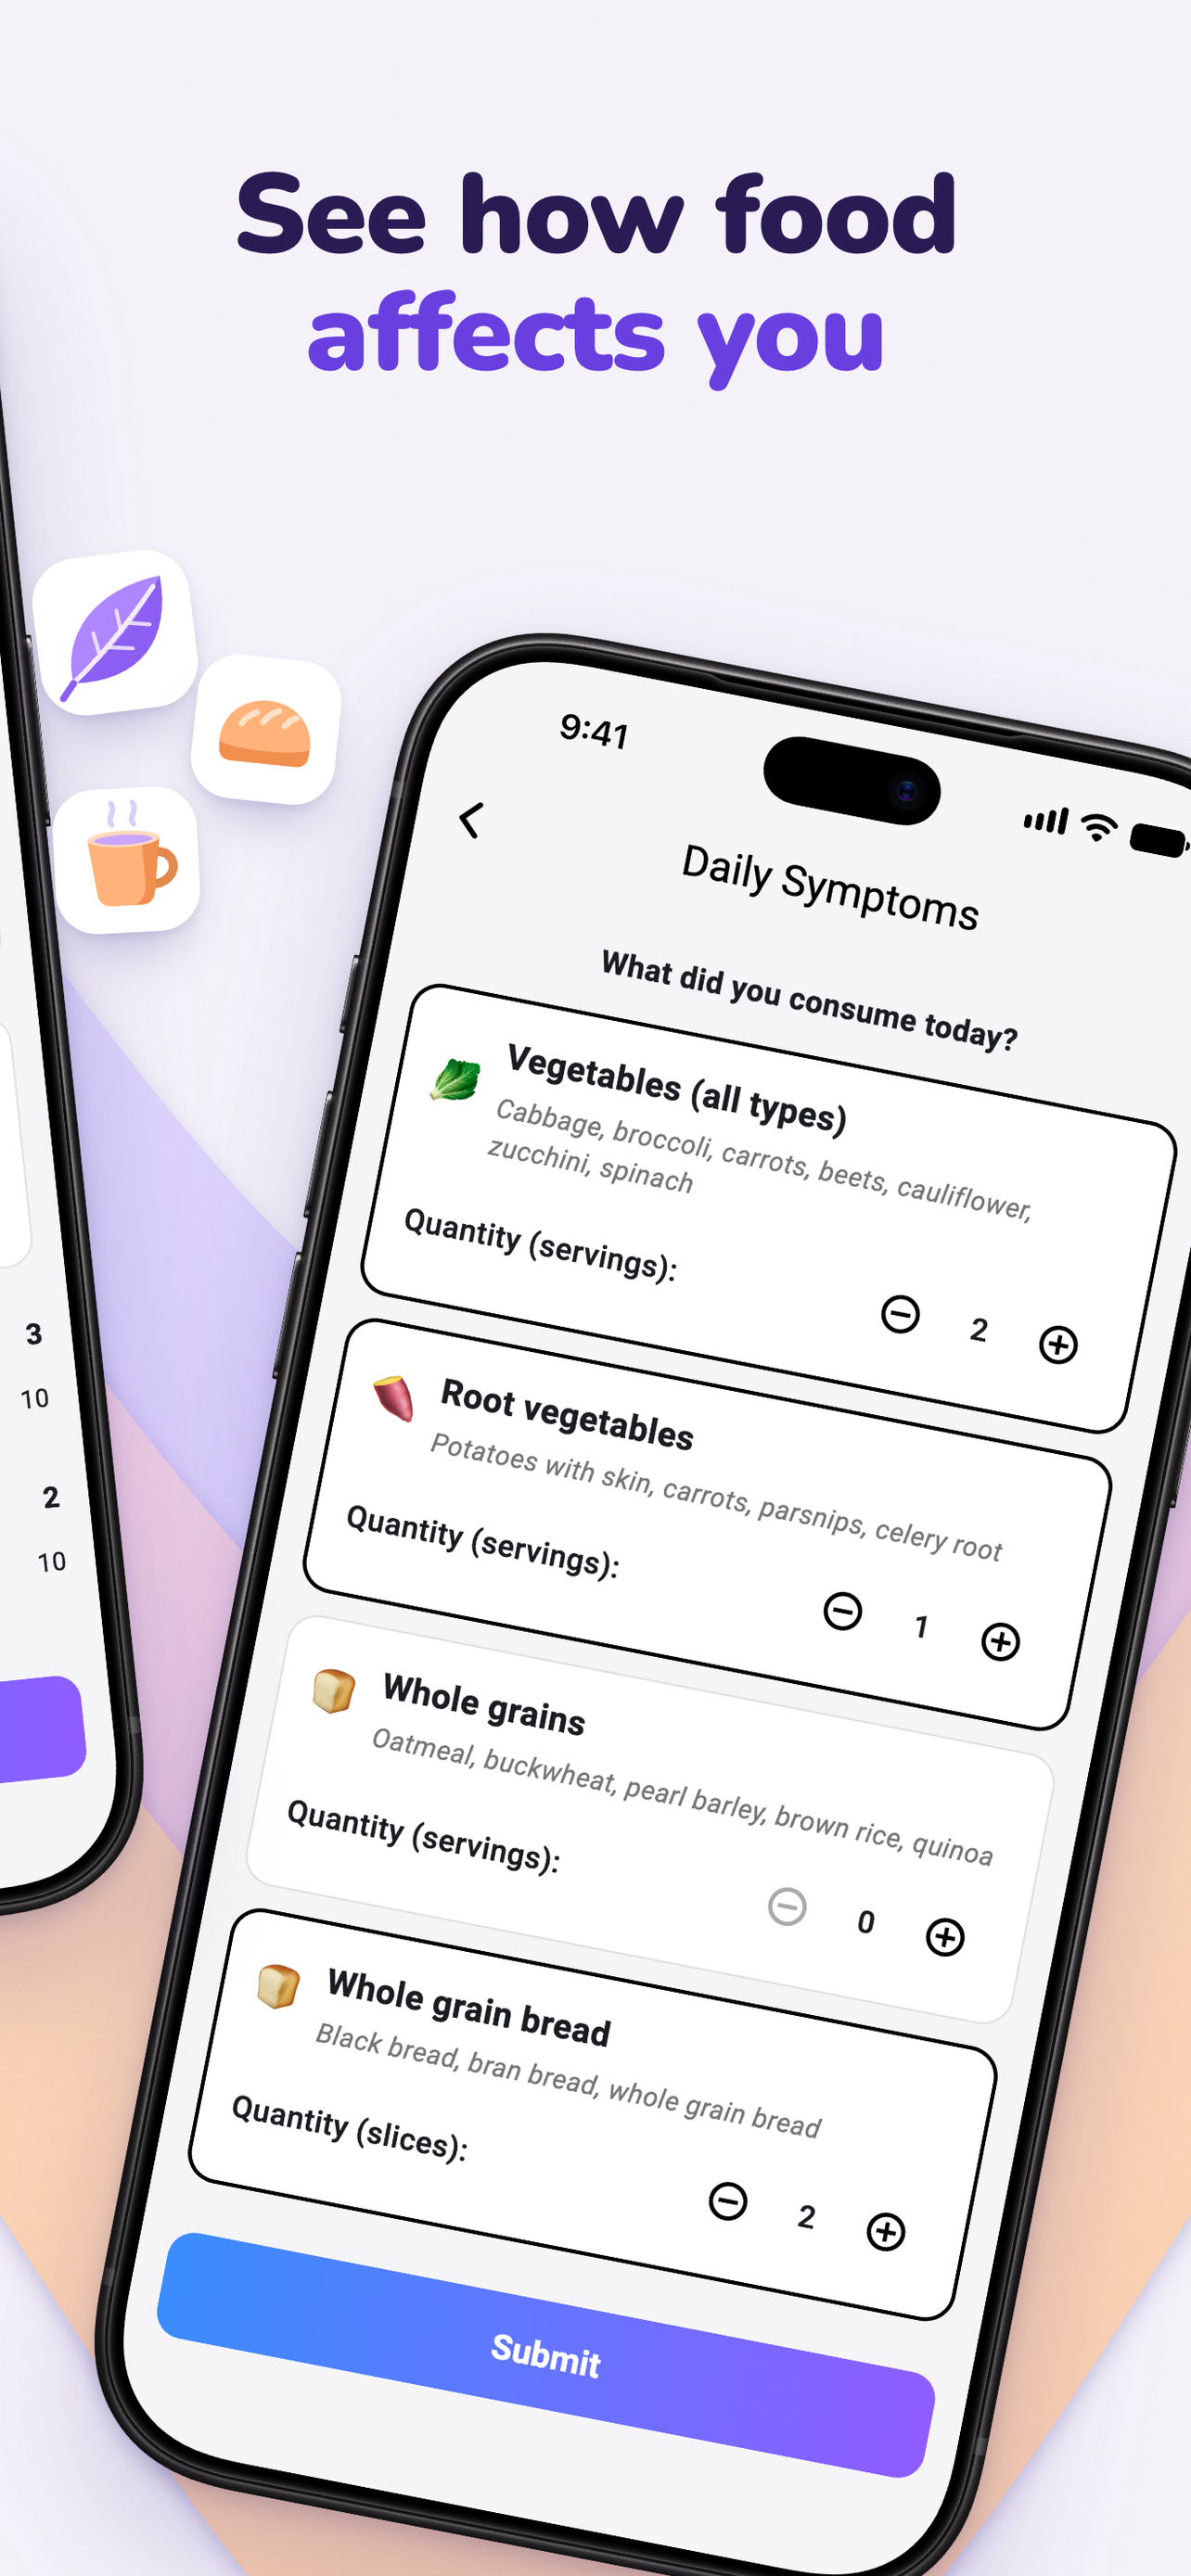 See how food
affects you
9:41
Daily Symptoms
What did you consume today?
Vegetables (all types)
Cabbage, broccoli, carrots, beets, cauliflower,
zucchini, spinach
Quantity (servings):
2
Root vegetables
Potatoes with skin, carrots, parsnips, celery root
Quantity (servings):
1
Whole grains
Oatmeal, buckwheat, pearl barley, brown rice, quinoa
Quantity (servings):
0
Whole grain bread
Black bread, bran bread, whole grain bread
Quantity (slices):
2
Submit
3
10
2
10